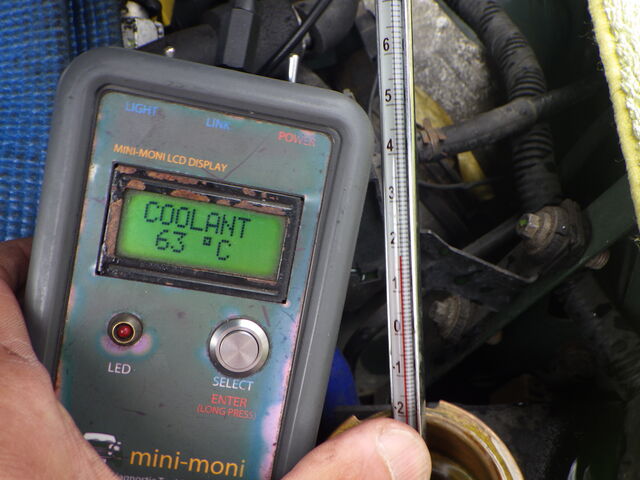 LIGHT
LINK
POWER
MINI-MONI LCD DISPLAY
COOLANT
63 °C
LED
SELECT
ENTER
(LONG PRESS)
mini-moni
6
5
4
3
2
1
0
1
2